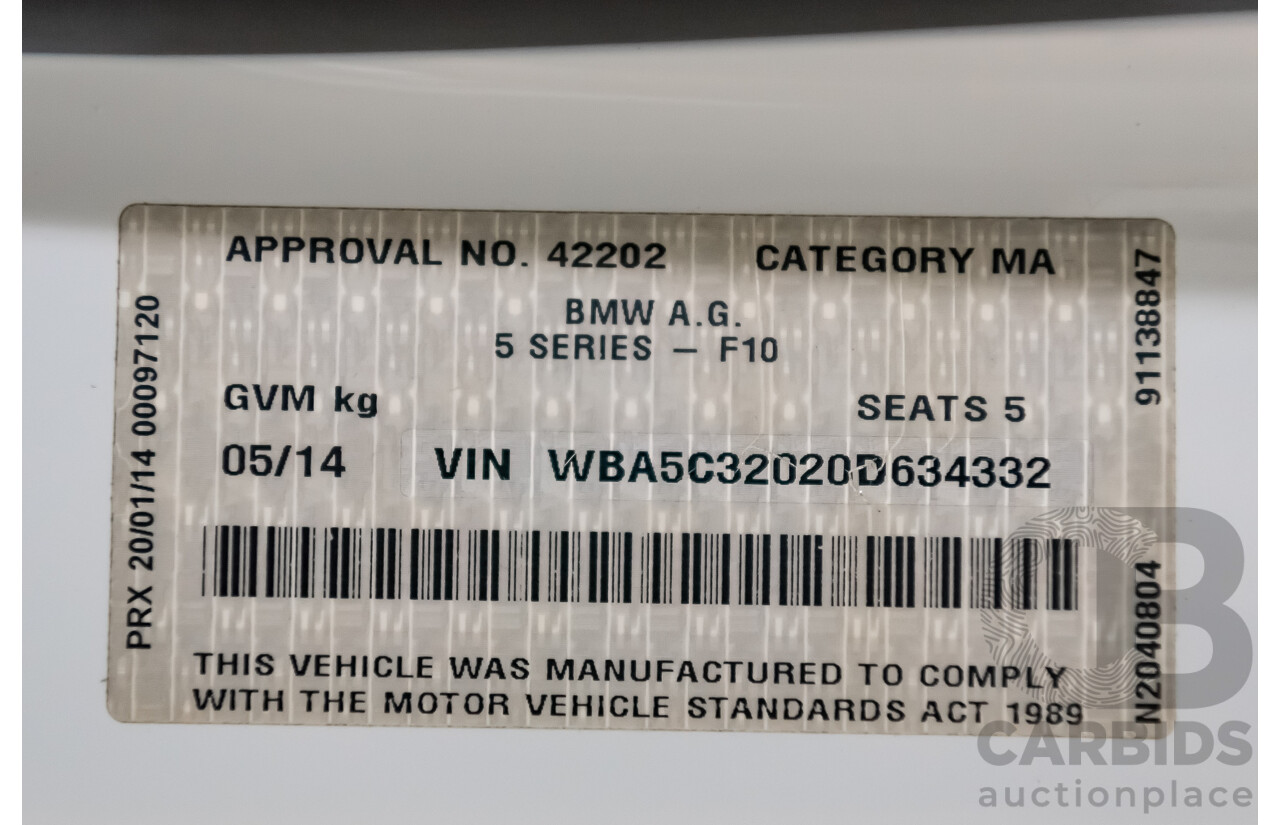 APPROVAL NO. 42202 CATEGORY MA
BMW A.G.
5 SERIES — F10
GVM kg SEATS 5
05/14 VIN WBA5C32020D634332
THIS VEHICLE WAS MANUFACTURED TO COMPLY
WITH THE MOTOR VEHICLE STANDARDS ACT 1989
PRX 20/01/14 00097120
91138847
N2040804
CB
CARBIDS
auctionplace